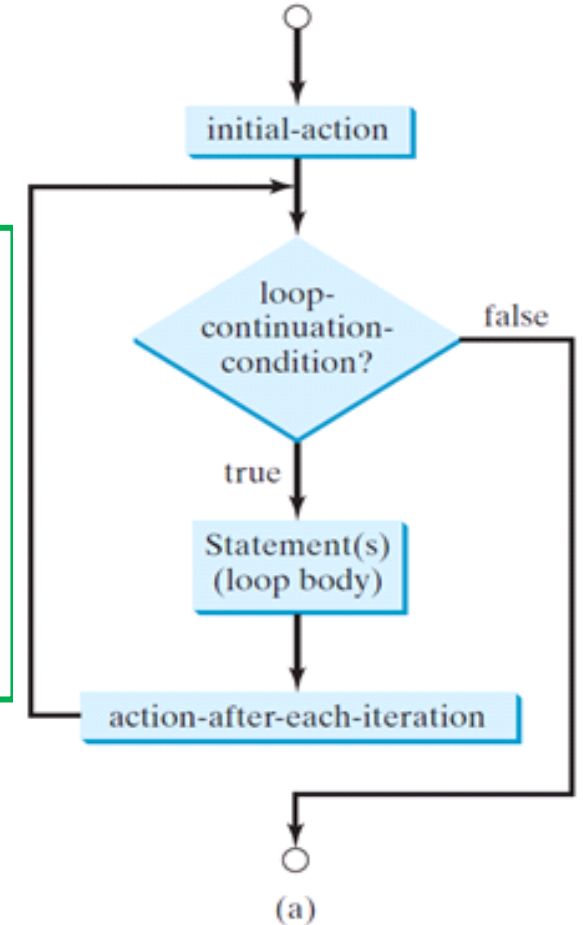 initial-action
loop-
continuation-
condition?
false
true
Statement(s)
(loop body)
action-after-each-iteration
(a)